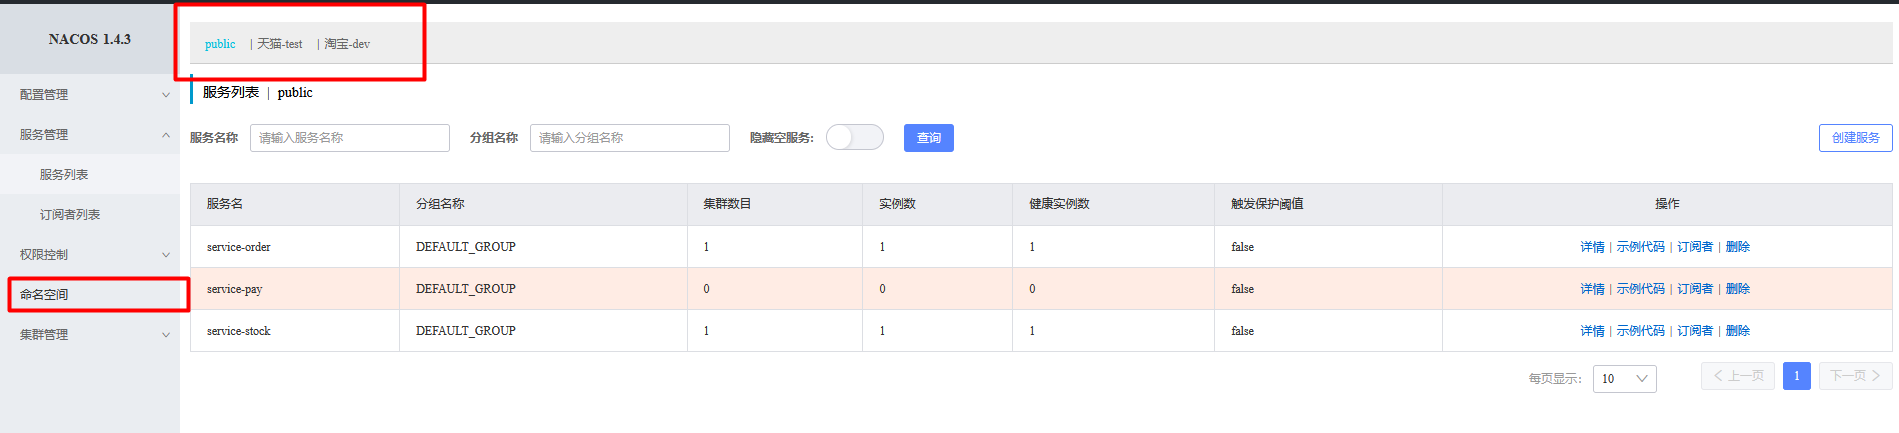 NACOS 1.4.3
配置管理
服务管理
服务列表
订阅者列表
权限控制
命名空间
集群管理
public | 天猫-test | 淘宝-dev
服务列表 | public
服务名称 请输入服务名称 分组名称 请输入分组名称 隐藏空服务: 查询 创建服务
服务名 分组名称 集群数目 实例数 健康实例数 触发保护阈值 操作
service-order DEFAULT_GROUP 1 1 1 false 详情 | 示例代码 | 订阅者 | 删除
service-pay DEFAULT_GROUP 0 0 0 false 详情 | 示例代码 | 订阅者 | 删除
service-stock DEFAULT_GROUP 1 1 1 false 详情 | 示例代码 | 订阅者 | 删除
每页显示: 10 上一页 1 下一页